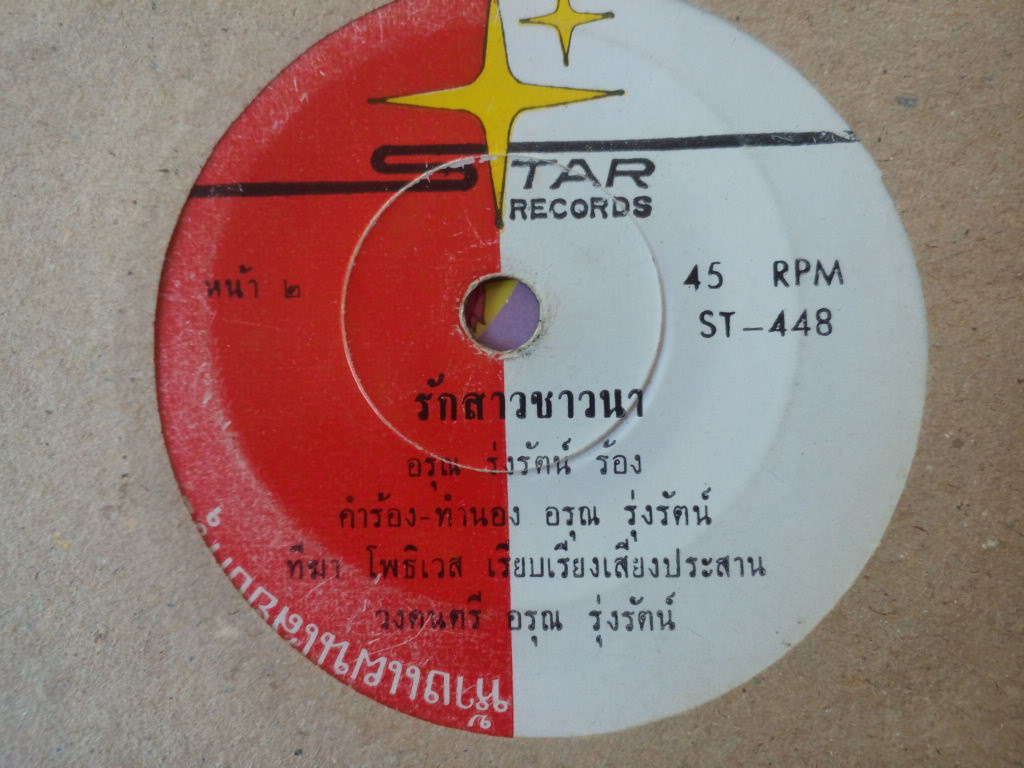 STAR
RECORDS
หน้า ๒
45 RPM
ST-448
รักสาวชาวนา
อรุณ รุ่งรัตน์ ร้อง
คำร้อง-ทำนอง อรุณ รุ่งรัตน์
ทีฆา โพธิเวส เรียบเรียงเสียงประสาน
วงดนตรี อรุณ รุ่งรัตน์